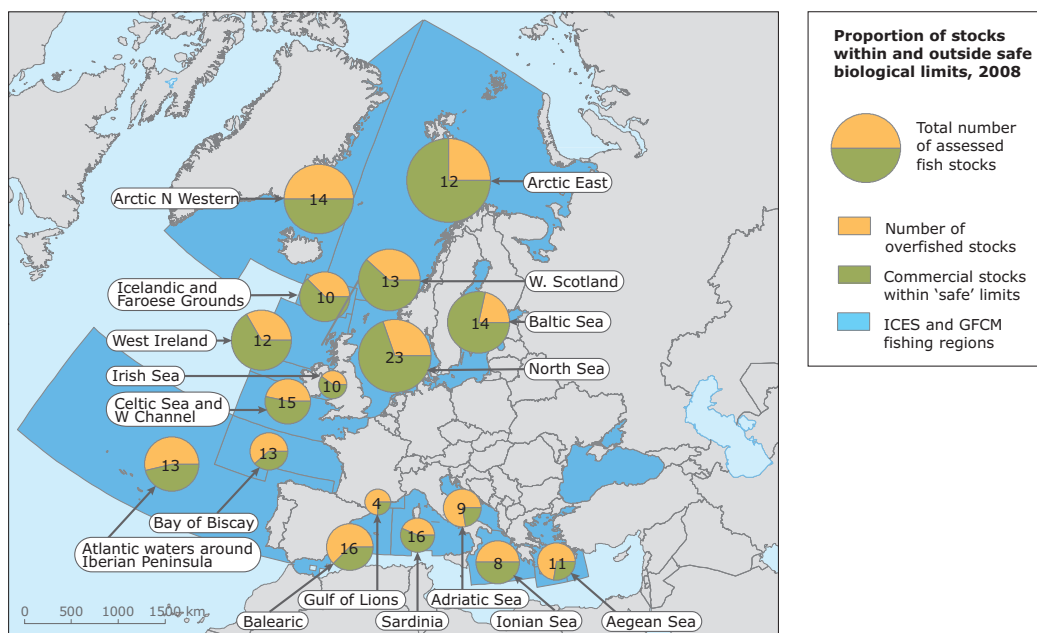 Arctic N Western
14
12
Arctic East
Icelandic and
Faroese Grounds
10
13
W. Scotland
West Ireland
12
14
Baltic Sea
Irish Sea
10
23
North Sea
Celtic Sea and
W Channel
15
13
13
Bay of Biscay
Atlantic waters around
Iberian Peninsula
4
9
16
16
8
11
Gulf of Lions
Adriatic Sea
Balearic
Sardinia
Ionian Sea
Aegean Sea
0 500 1000 1500 km
Proportion of stocks
within and outside safe
biological limits, 2008
Total number
of assessed
fish stocks
Number of
overfished stocks
Commercial stocks
within ‘safe’ limits
ICES and GFCM
fishing regions